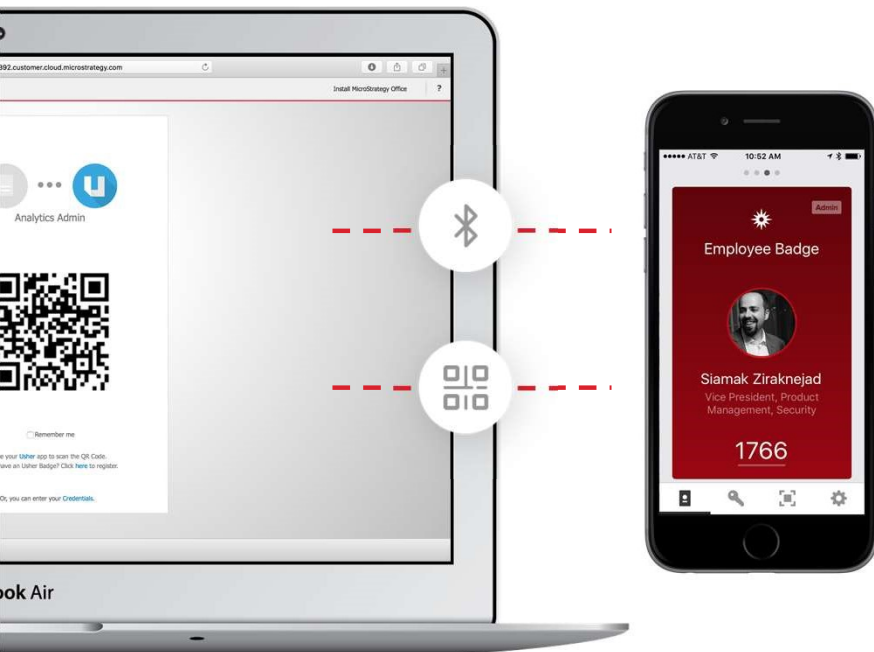 392.customer.cloud.microstrategy.com
Install MicroStrategy Office ?
Analytics Admin
Remember me
your Usher app to scan the QR Code.
have an Usher Badge? Click here to register.
Or, you can enter your Credentials.
ook Air
AT&T 10:52 AM
Admin
Employee Badge
Siamak Ziraknejad
Vice President, Product
Management, Security
1766